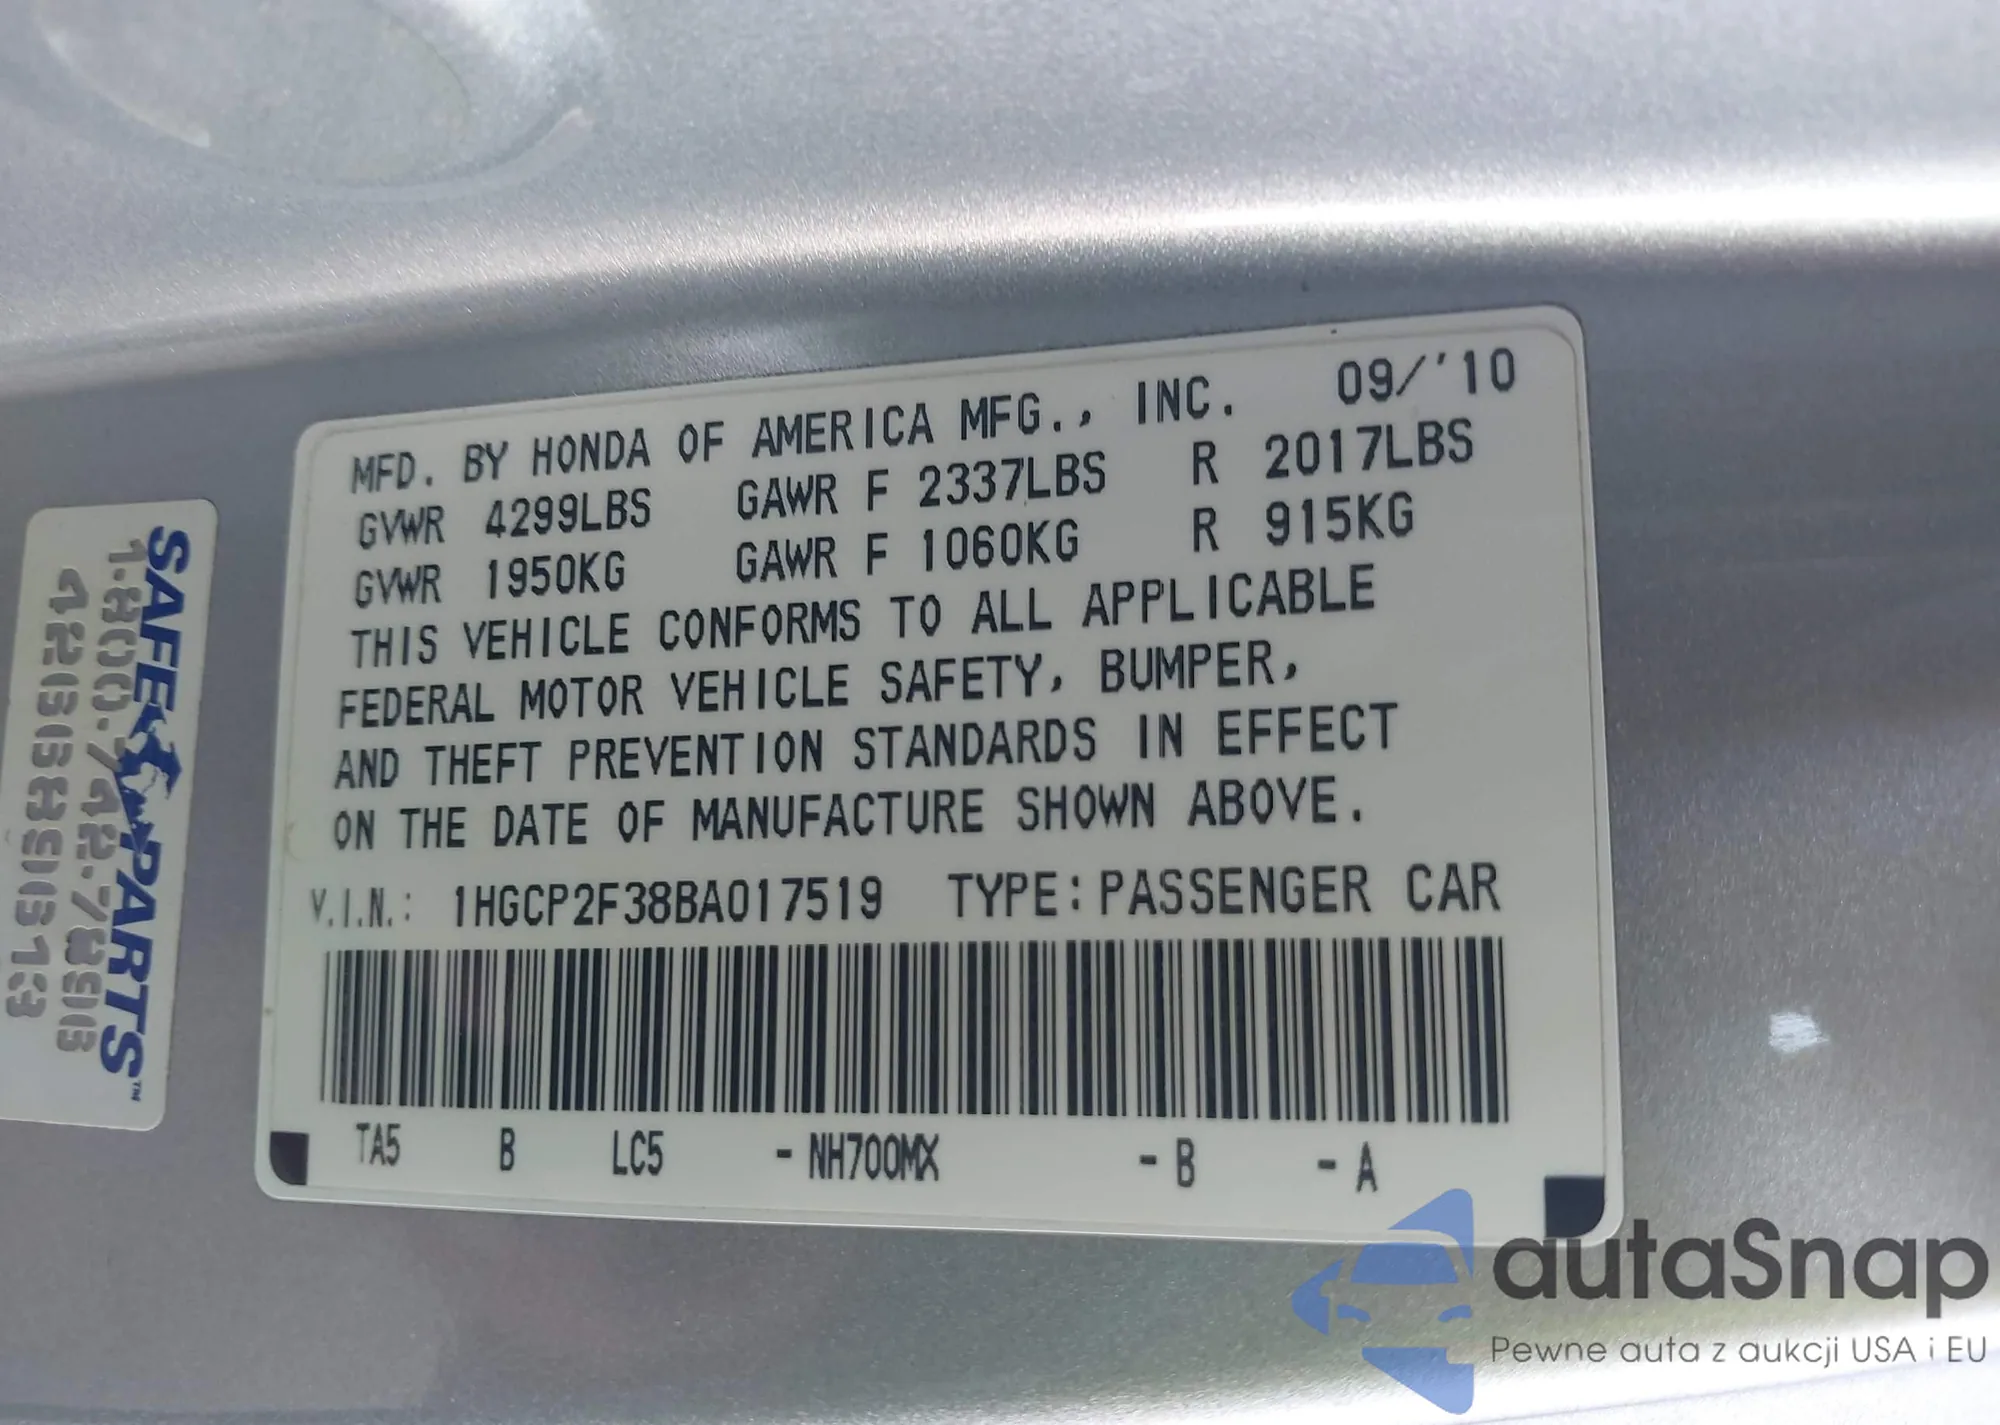 MFD. BY HONDA OF AMERICA MFG., INC. 09/'10
GVWR 4299LBS GAWR F 2337LBS R 2017LBS
GVWR 1950KG GAWR F 1060KG R 915KG
THIS VEHICLE CONFORMS TO ALL APPLICABLE
FEDERAL MOTOR VEHICLE SAFETY, BUMPER,
AND THEFT PREVENTION STANDARDS IN EFFECT
ON THE DATE OF MANUFACTURE SHOWN ABOVE.
V.I.N.: 1HGCP2F38BA017519 TYPE: PASSENGER CAR
TA5 B LC5 -NH700MX -B -A
SAFE PARTS™
autaSnap
Pewne auta z aukcji USA i EU